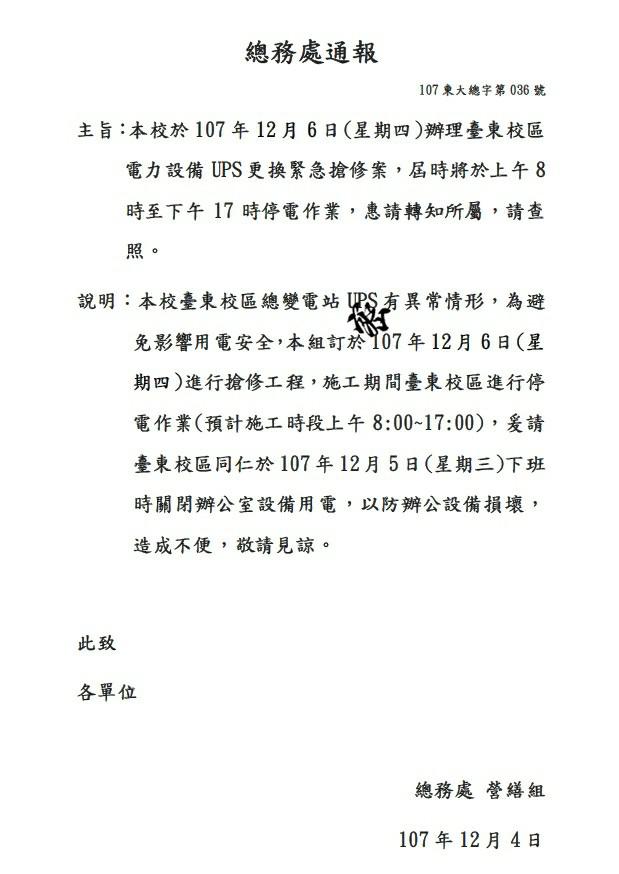 總務處通報
107東大總字第036號
主旨：本校於107年12月6日(星期四)辦理臺東校區
電力設備UPS更換緊急搶修案，屆時將於上午8
時至下午17時停電作業，惠請轉知所屬，請查
照。
說明：本校臺東校區總變電站UPS有異常情形，為避
免影響用電安全,本組訂於107年12月6日(星
期四)進行搶修工程，施工期間臺東校區進行停
電作業(預計施工時段上午8:00~17:00)，爰請
臺東校區同仁於107年12月5日(星期三)下班
時關閉辦公室設備用電，以防辦公設備損壞，
造成不便，敬請見諒。
此致
各單位
總務處 營繕組
107年12月4日